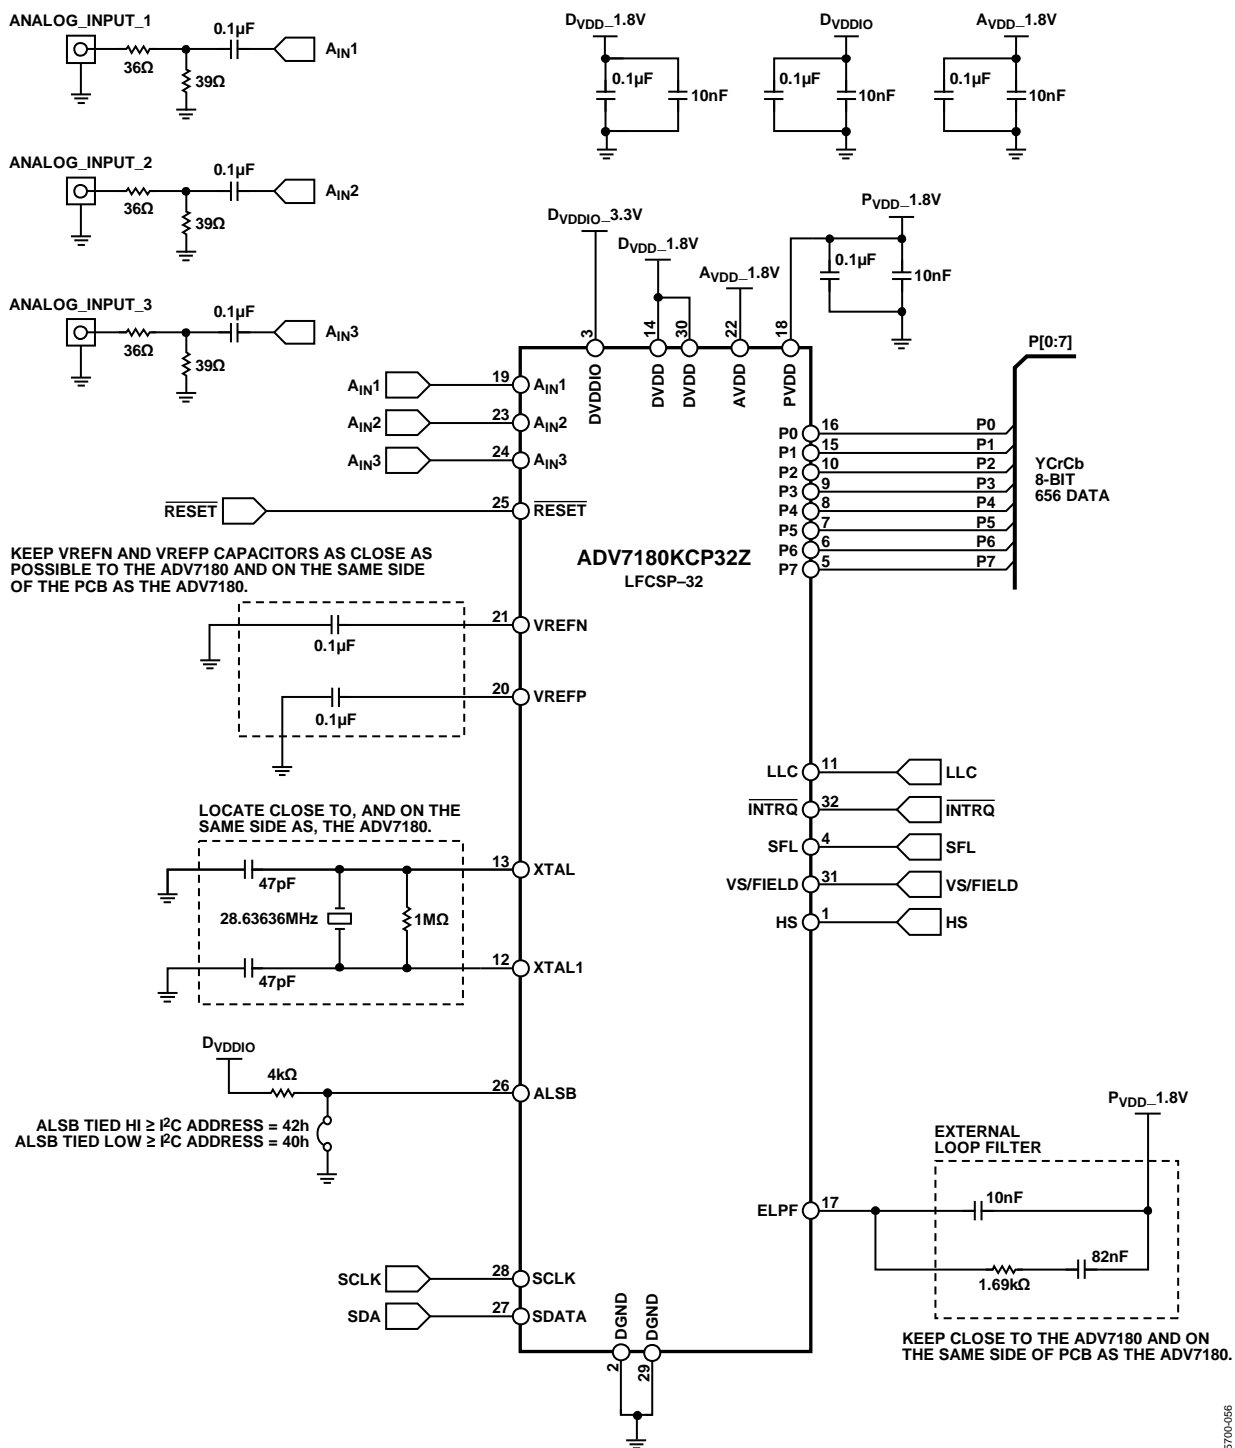 ANALOG_INPUT_1
0.1µF
AIN1
36Ω
39Ω
ANALOG_INPUT_2
0.1µF
AIN2
36Ω
39Ω
ANALOG_INPUT_3
0.1µF
AIN3
36Ω
39Ω
DVDD_1.8V
0.1µF
10nF
DVDDIO
0.1µF
10nF
AVDD_1.8V
0.1µF
10nF
DVDDIO_3.3V
DVDD_1.8V
AVDD_1.8V
PVDD_1.8V
0.1µF
10nF
3
14
30
22
18
DVDDIO
DVDD
DVDD
AVDD
PVDD
AIN1
19
AIN1
AIN2
23
AIN2
AIN3
24
AIN3
RESET
25
RESET
KEEP VREFN AND VREFP CAPACITORS AS CLOSE AS
POSSIBLE TO THE ADV7180 AND ON THE SAME SIDE
OF THE PCB AS THE ADV7180.
21
VREFN
0.1µF
20
VREFP
0.1µF
ADV7180KCP32Z
LFCSP–32
P[0:7]
P0
16
P0
P1
15
P1
P2
10
P2
P3
9
P3
P4
8
P4
P5
7
P5
P6
6
P6
P7
5
P7
YCrCb
8-BIT
656 DATA
LLC
11
LLC
INTRQ
32
INTRQ
SFL
4
SFL
VS/FIELD
31
VS/FIELD
HS
1
HS
LOCATE CLOSE TO, AND ON THE
SAME SIDE AS, THE ADV7180.
13
XTAL
47pF
28.63636MHz
1MΩ
12
XTAL1
47pF
DVDDIO
4kΩ
26
ALSB
ALSB TIED HI ≥ I2C ADDRESS = 42h
ALSB TIED LOW ≥ I2C ADDRESS = 40h
PVDD_1.8V
EXTERNAL
LOOP FILTER
10nF
ELPF
17
82nF
1.69kΩ
KEEP CLOSE TO THE ADV7180 AND ON
THE SAME SIDE OF PCB AS THE ADV7180.
SCLK
28
SCLK
SDA
27
SDATA
DGND
DGND
2
29
05700-056